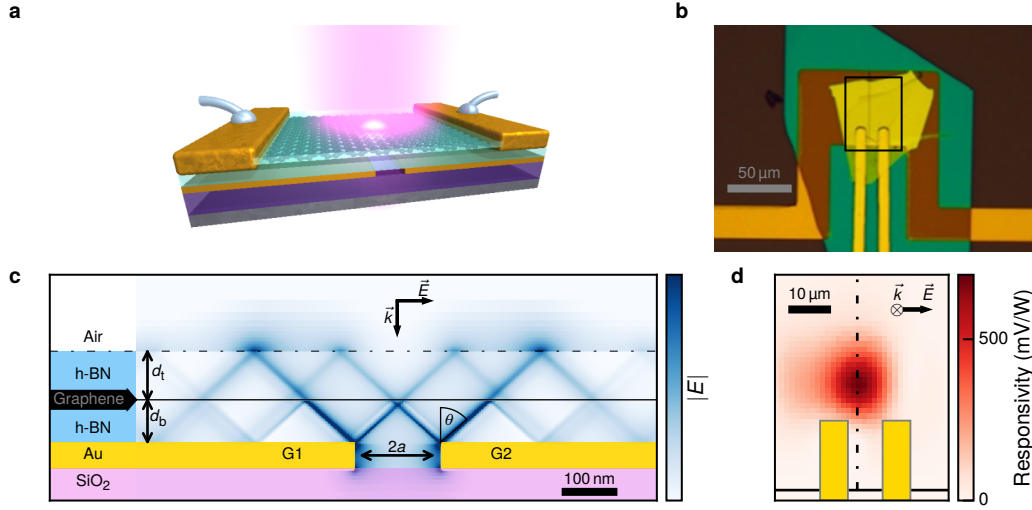 a
b
50 μm
c
E⃗
k⃗
Air
h-BN
dₜ
Graphene
h-BN
d_b
θ
Au
G1
2a
G2
SiO₂
100 nm
|E|
d
10 μm
k⃗
E⃗
500
0
Responsivity (mV/W)